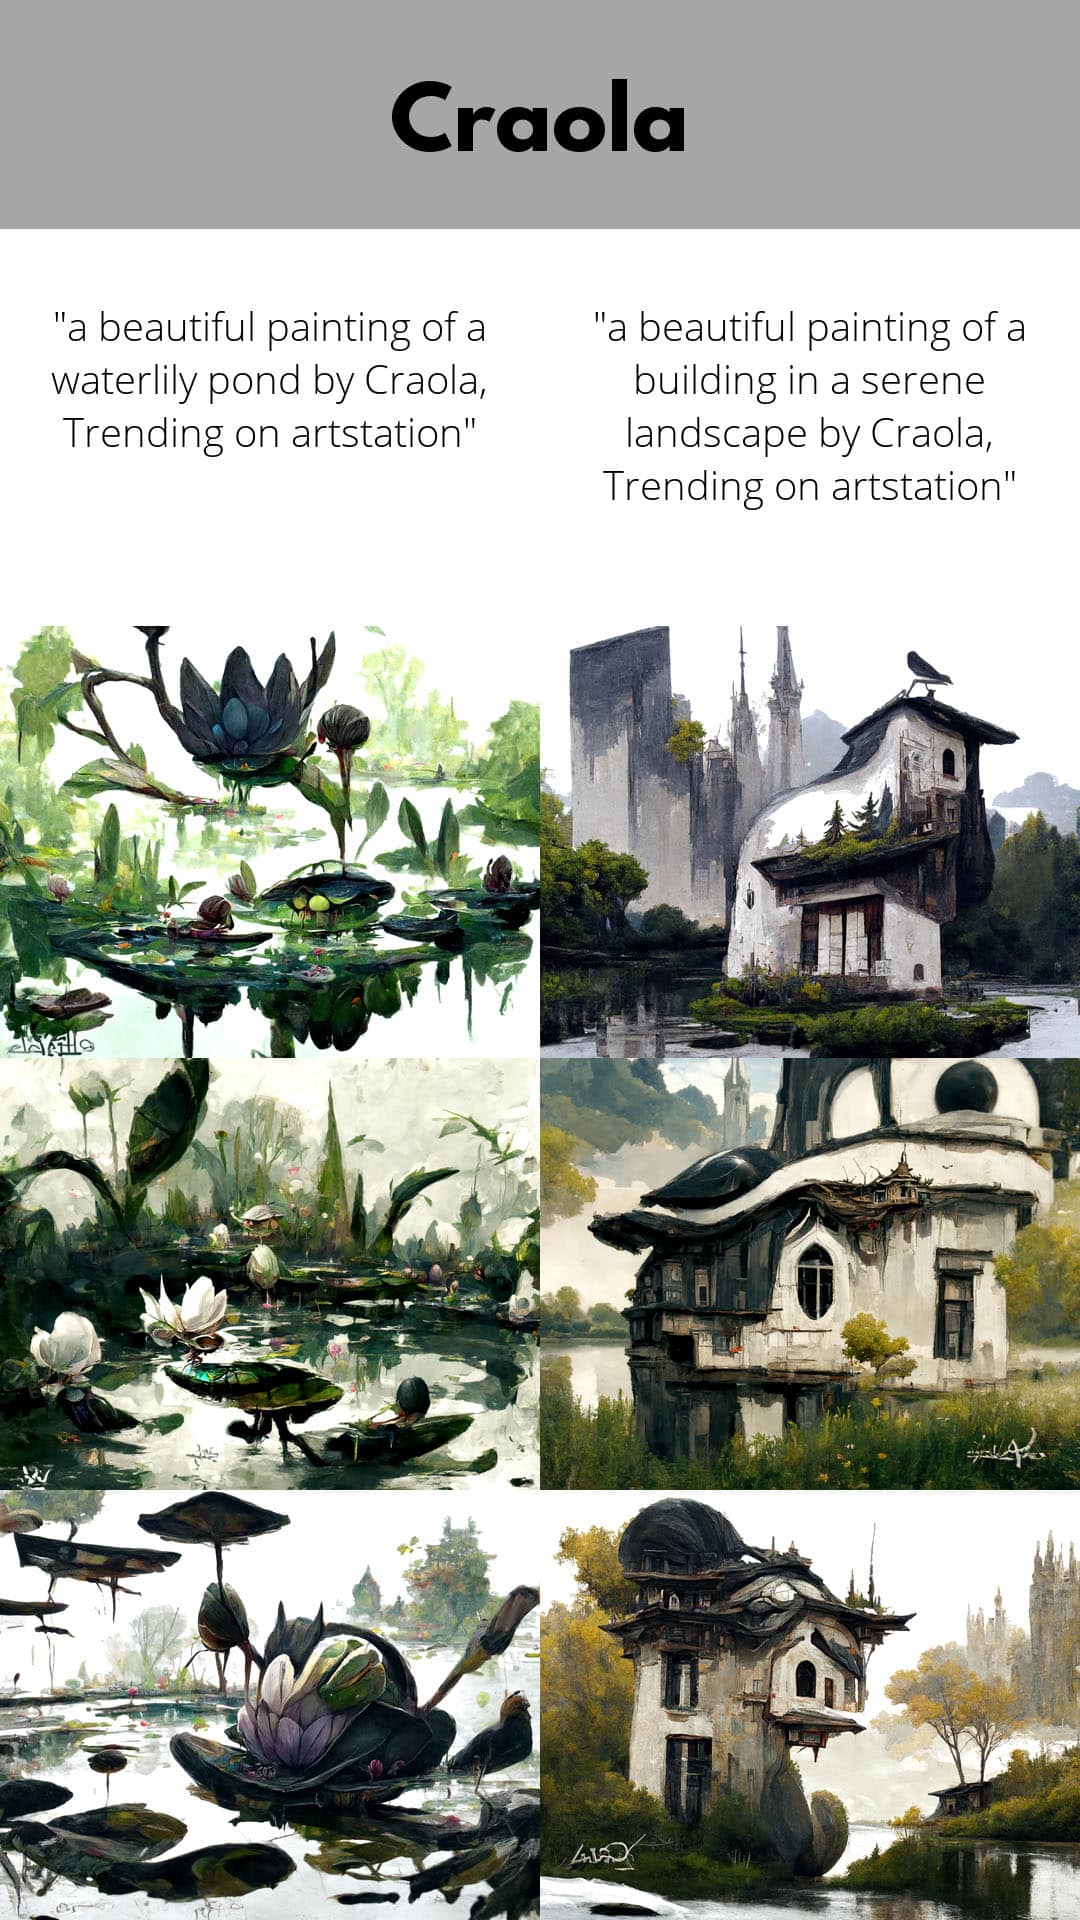 Craola
"a beautiful painting of a
waterlily pond by Craola,
Trending on artstation"
"a beautiful painting of a
building in a serene
landscape by Craola,
Trending on artstation"